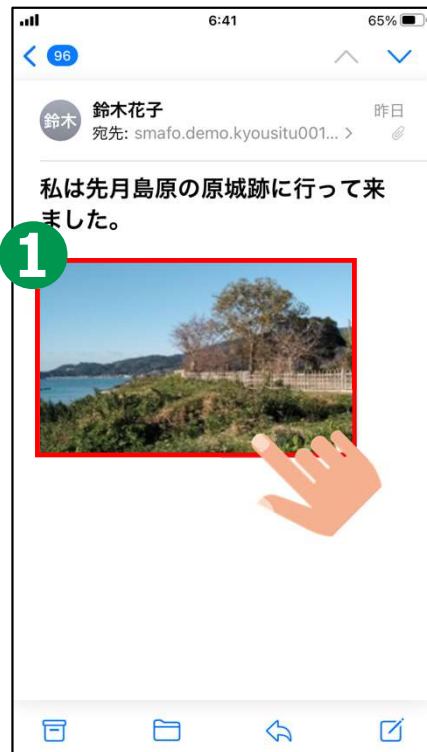 6:41
65%
96
鈴木
鈴木花子
昨日
宛先: smafo.demo.kyousitu001... >
私は先月島原の原城跡に行って来
ました。
1